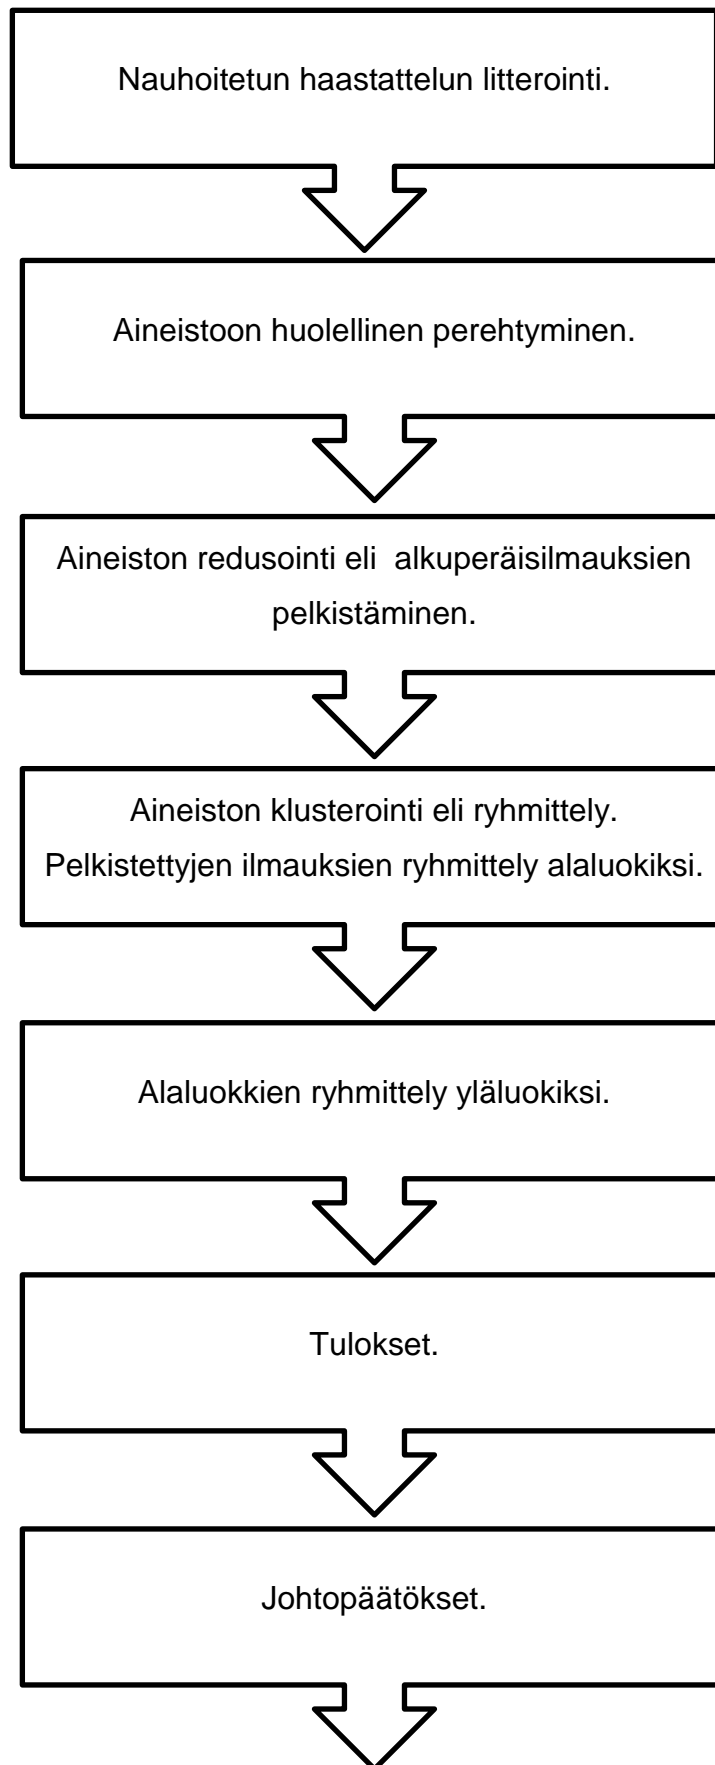 Nauhoitetun haastattelun litterointi.
Aineistoon huolellinen perehtyminen.
Aineiston redusointi eli  alkuperäisilmauksien
pelkistäminen.
Aineiston klusterointi eli ryhmittely.
Pelkistettyjen ilmauksien ryhmittely alaluokiksi.
Alaluokkien ryhmittely yläluokiksi.
Tulokset.
Johtopäätökset.